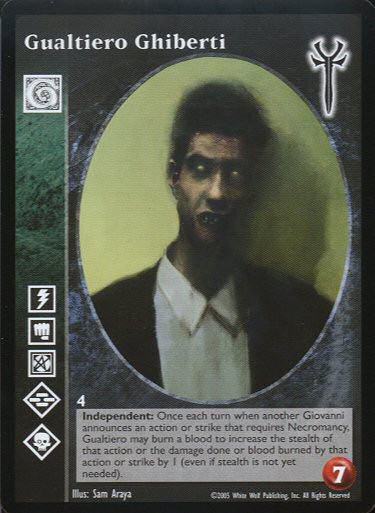 Gualtiero Ghiberti
4
Independent: Once each turn when another Giovanni
announces an action or strike that requires Necromancy,
Gualtiero may burn a blood to increase the stealth of
that action or the damage done or blood burned by that
action or strike by 1 (even if stealth is not yet
needed).
7
Illus: Sam Araya
©2005 White Wolf Publishing, Inc. All Rights Reserved